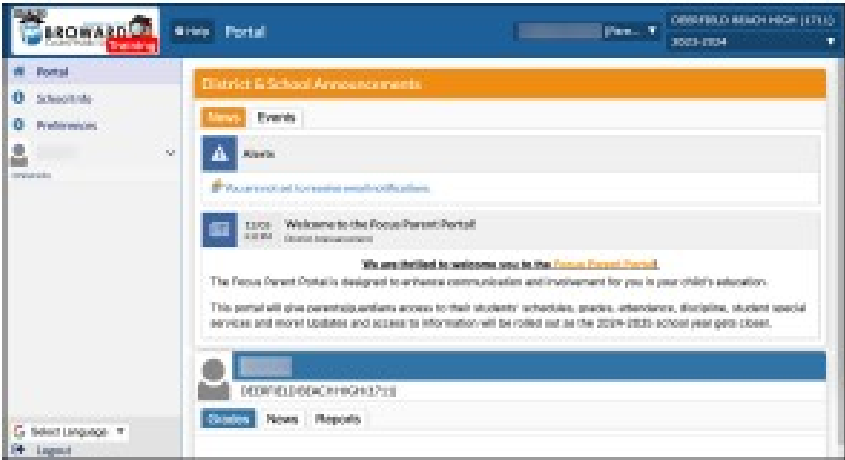 BROWARD
Training
Help Portal
(Pare...
DEERFIELD BEACH HIGH (1711)
2023-2024
Portal
School Info
Preferences
District & School Announcements
News Events
Alerts
You are not set to receive email notifications.
Welcome to the Focus Parent Portal!
District Announcement
We are thrilled to welcome you to the Focus Parent Portal!
The Focus Parent Portal is designed to enhance communication and involvement for you in your child's education.
This portal will give parents/guardians access to their students' schedules, grades, attendance, discipline, student special
services and more! Updates and access to information will be rolled out as the 2024-2025 school year gets closer.
DEERFIELD BEACH HIGH (1711)
Grades News Reports
Select Language
Logout